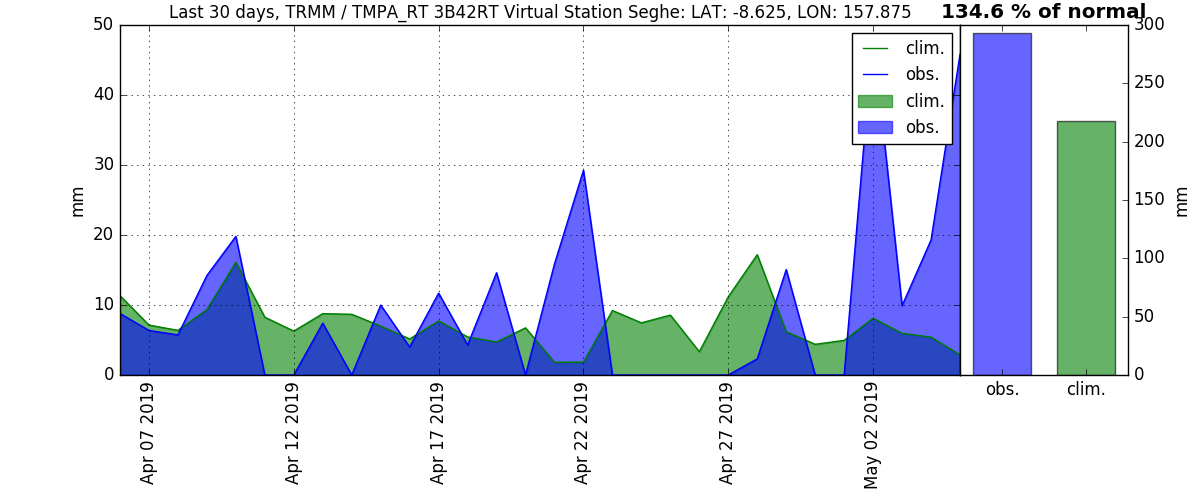 Last 30 days, TRMM / TMPA_RT 3B42RT Virtual Station Seghe: LAT: -8.625, LON: 157.875
134.6 % of normal
50
40
30
20
10
0
mm
clim.
obs.
clim.
obs.
300
250
200
150
100
50
0
mm
Apr 07 2019
Apr 12 2019
Apr 17 2019
Apr 22 2019
Apr 27 2019
May 02 2019
obs.
clim.